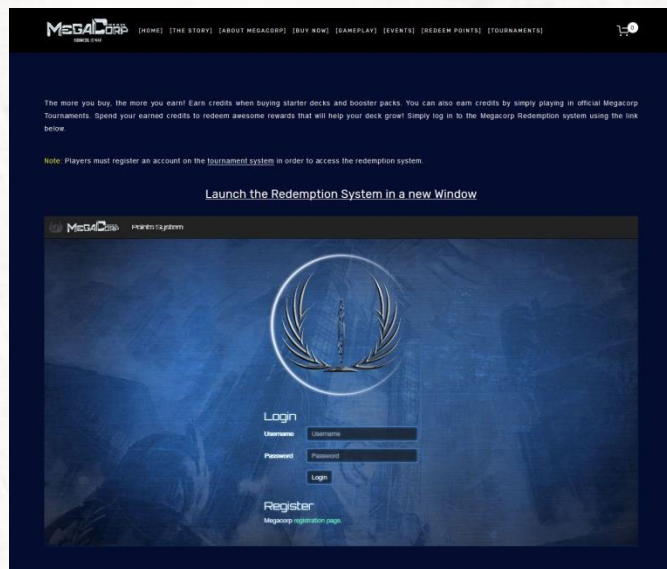 MEGACORP
[HOME] [THE STORY] [ABOUT MEGACORP] [BUY NOW] [GAMEPLAY] [EVENTS] [REDEEM POINTS] [TOURNAMENTS]
0
The more you buy, the more you earn! Earn credits when buying starter decks and booster packs. You can also earn credits by simply playing in official Megacorp
Tournaments. Spend your earned credits to redeem awesome rewards that will help your deck grow! Simply log in to the Megacorp Redemption system using the link
below.
Note: Players must register an account on the tournament system in order to access the redemption system.
Launch the Redemption System in a new Window
MEGACORP Points System
Login
Username Username
Password Password
Login
Register
Megacorp registration page.